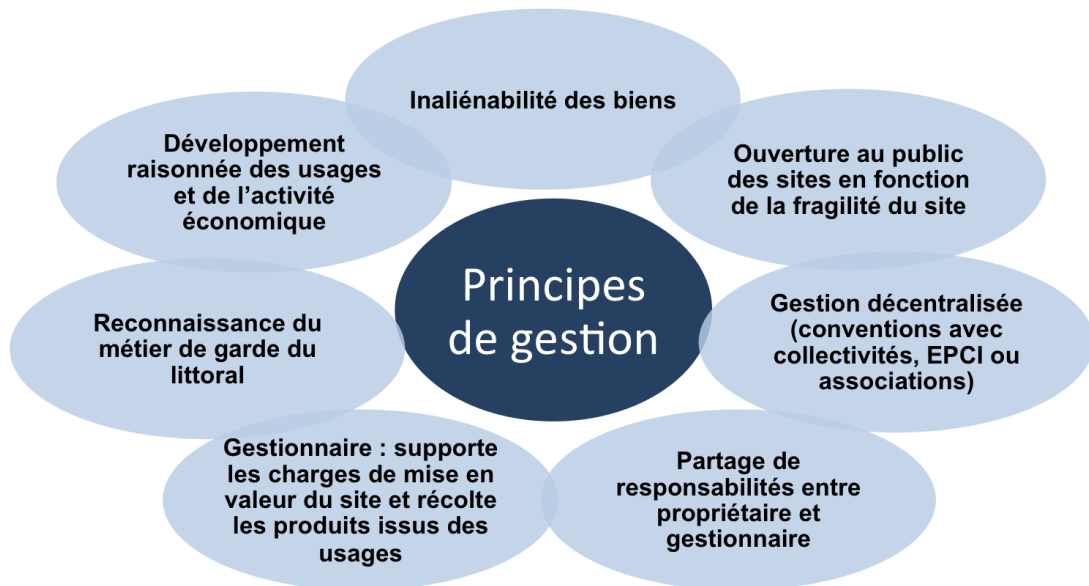 Inaliénabilité des biens
Ouverture au public
des sites en fonction
de la fragilité du site
Gestion décentralisée
(conventions avec
collectivités, EPCI ou
associations)
Partage de
responsabilités entre
propriétaire et
gestionnaire
Gestionnaire : supporte
les charges de mise en
valeur du site et récolte
les produits issus des
usages
Reconnaissance du
métier de garde du
littoral
Développement
raisonnée des usages
et de l’activité
économique
Principes
de gestion